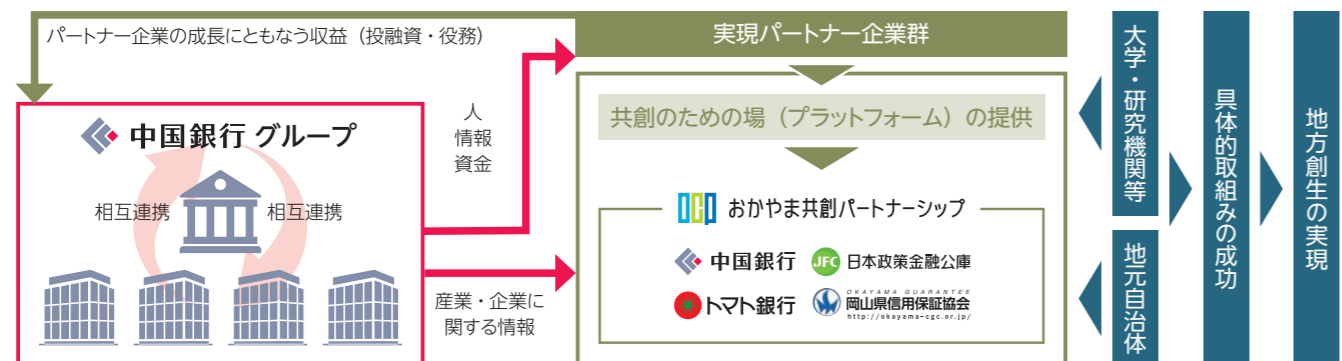 パートナー企業の成長にともなう収益（投融資・役務）
中国銀行 グループ
相互連携
相互連携
人
情報
資金
産業・企業に
関する情報
実現パートナー企業群
共創のための場（プラットフォーム）の提供
おかやま共創パートナーシップ
中国銀行
JFC 日本政策金融公庫
トマト銀行
OKAYAMA GUARANTEE
岡山県信用保証協会
http://okayama-cgc.or.jp/
大学・研究機関等
地元自治体
具体的取組みの成功
地方創生の実現